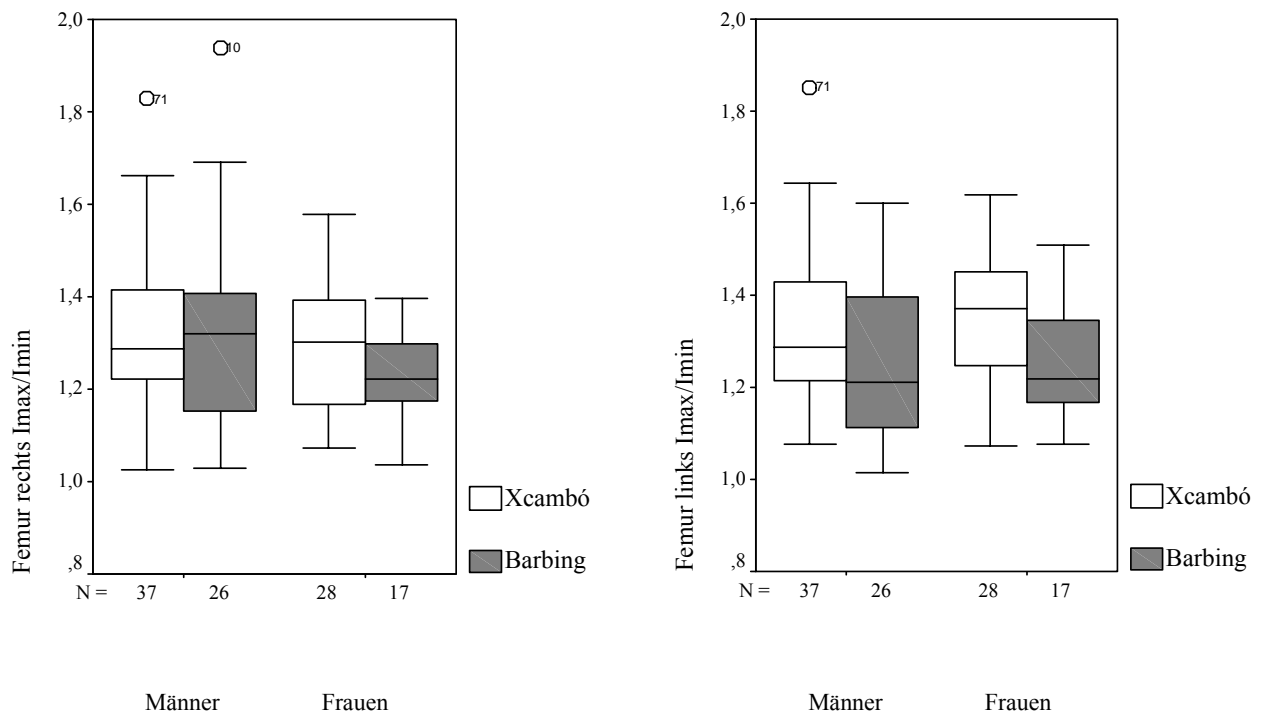 Femur rechts Imax/Imin
2,0
1,8
1,6
1,4
1,2
1,0
,8
71
10
N = 37 26 28 17
Männer Frauen
Xcambó
Barbing
Femur links Imax/Imin
2,0
1,8
1,6
1,4
1,2
1,0
,8
71
N = 37 26 28 17
Männer Frauen
Xcambó
Barbing